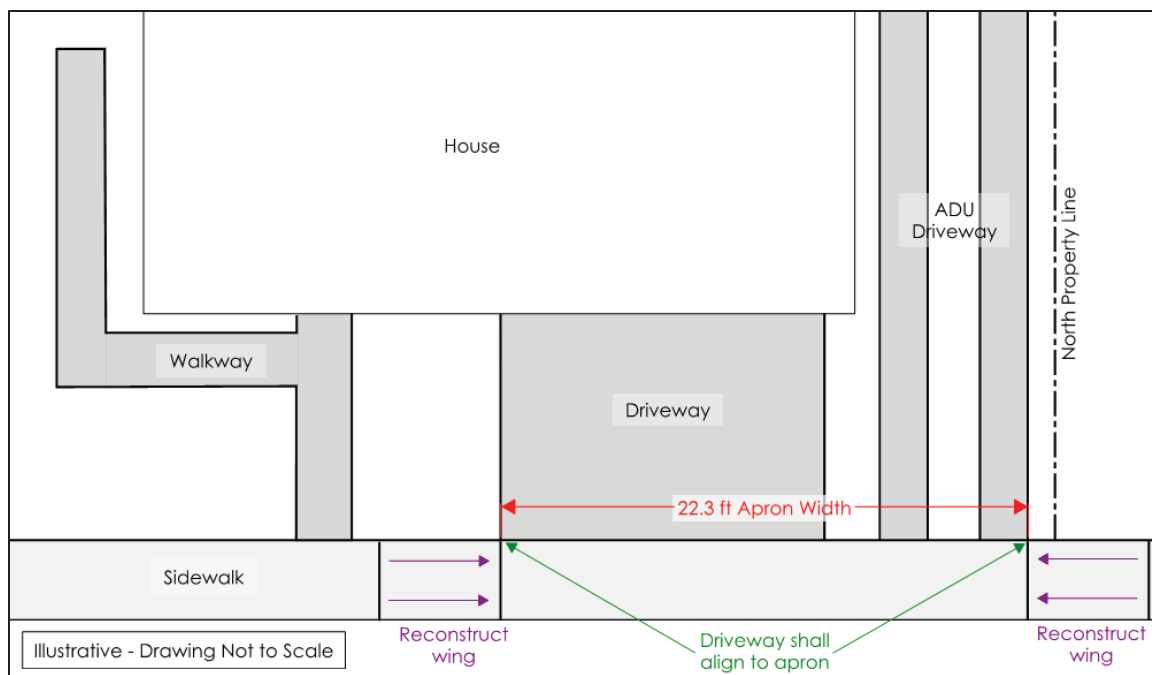 House
ADU
Driveway
North Property Line
Walkway
Driveway
22.3 ft Apron Width
Sidewalk
Reconstruct
wing
Driveway shall
align to apron
Reconstruct
wing
Illustrative - Drawing Not to Scale